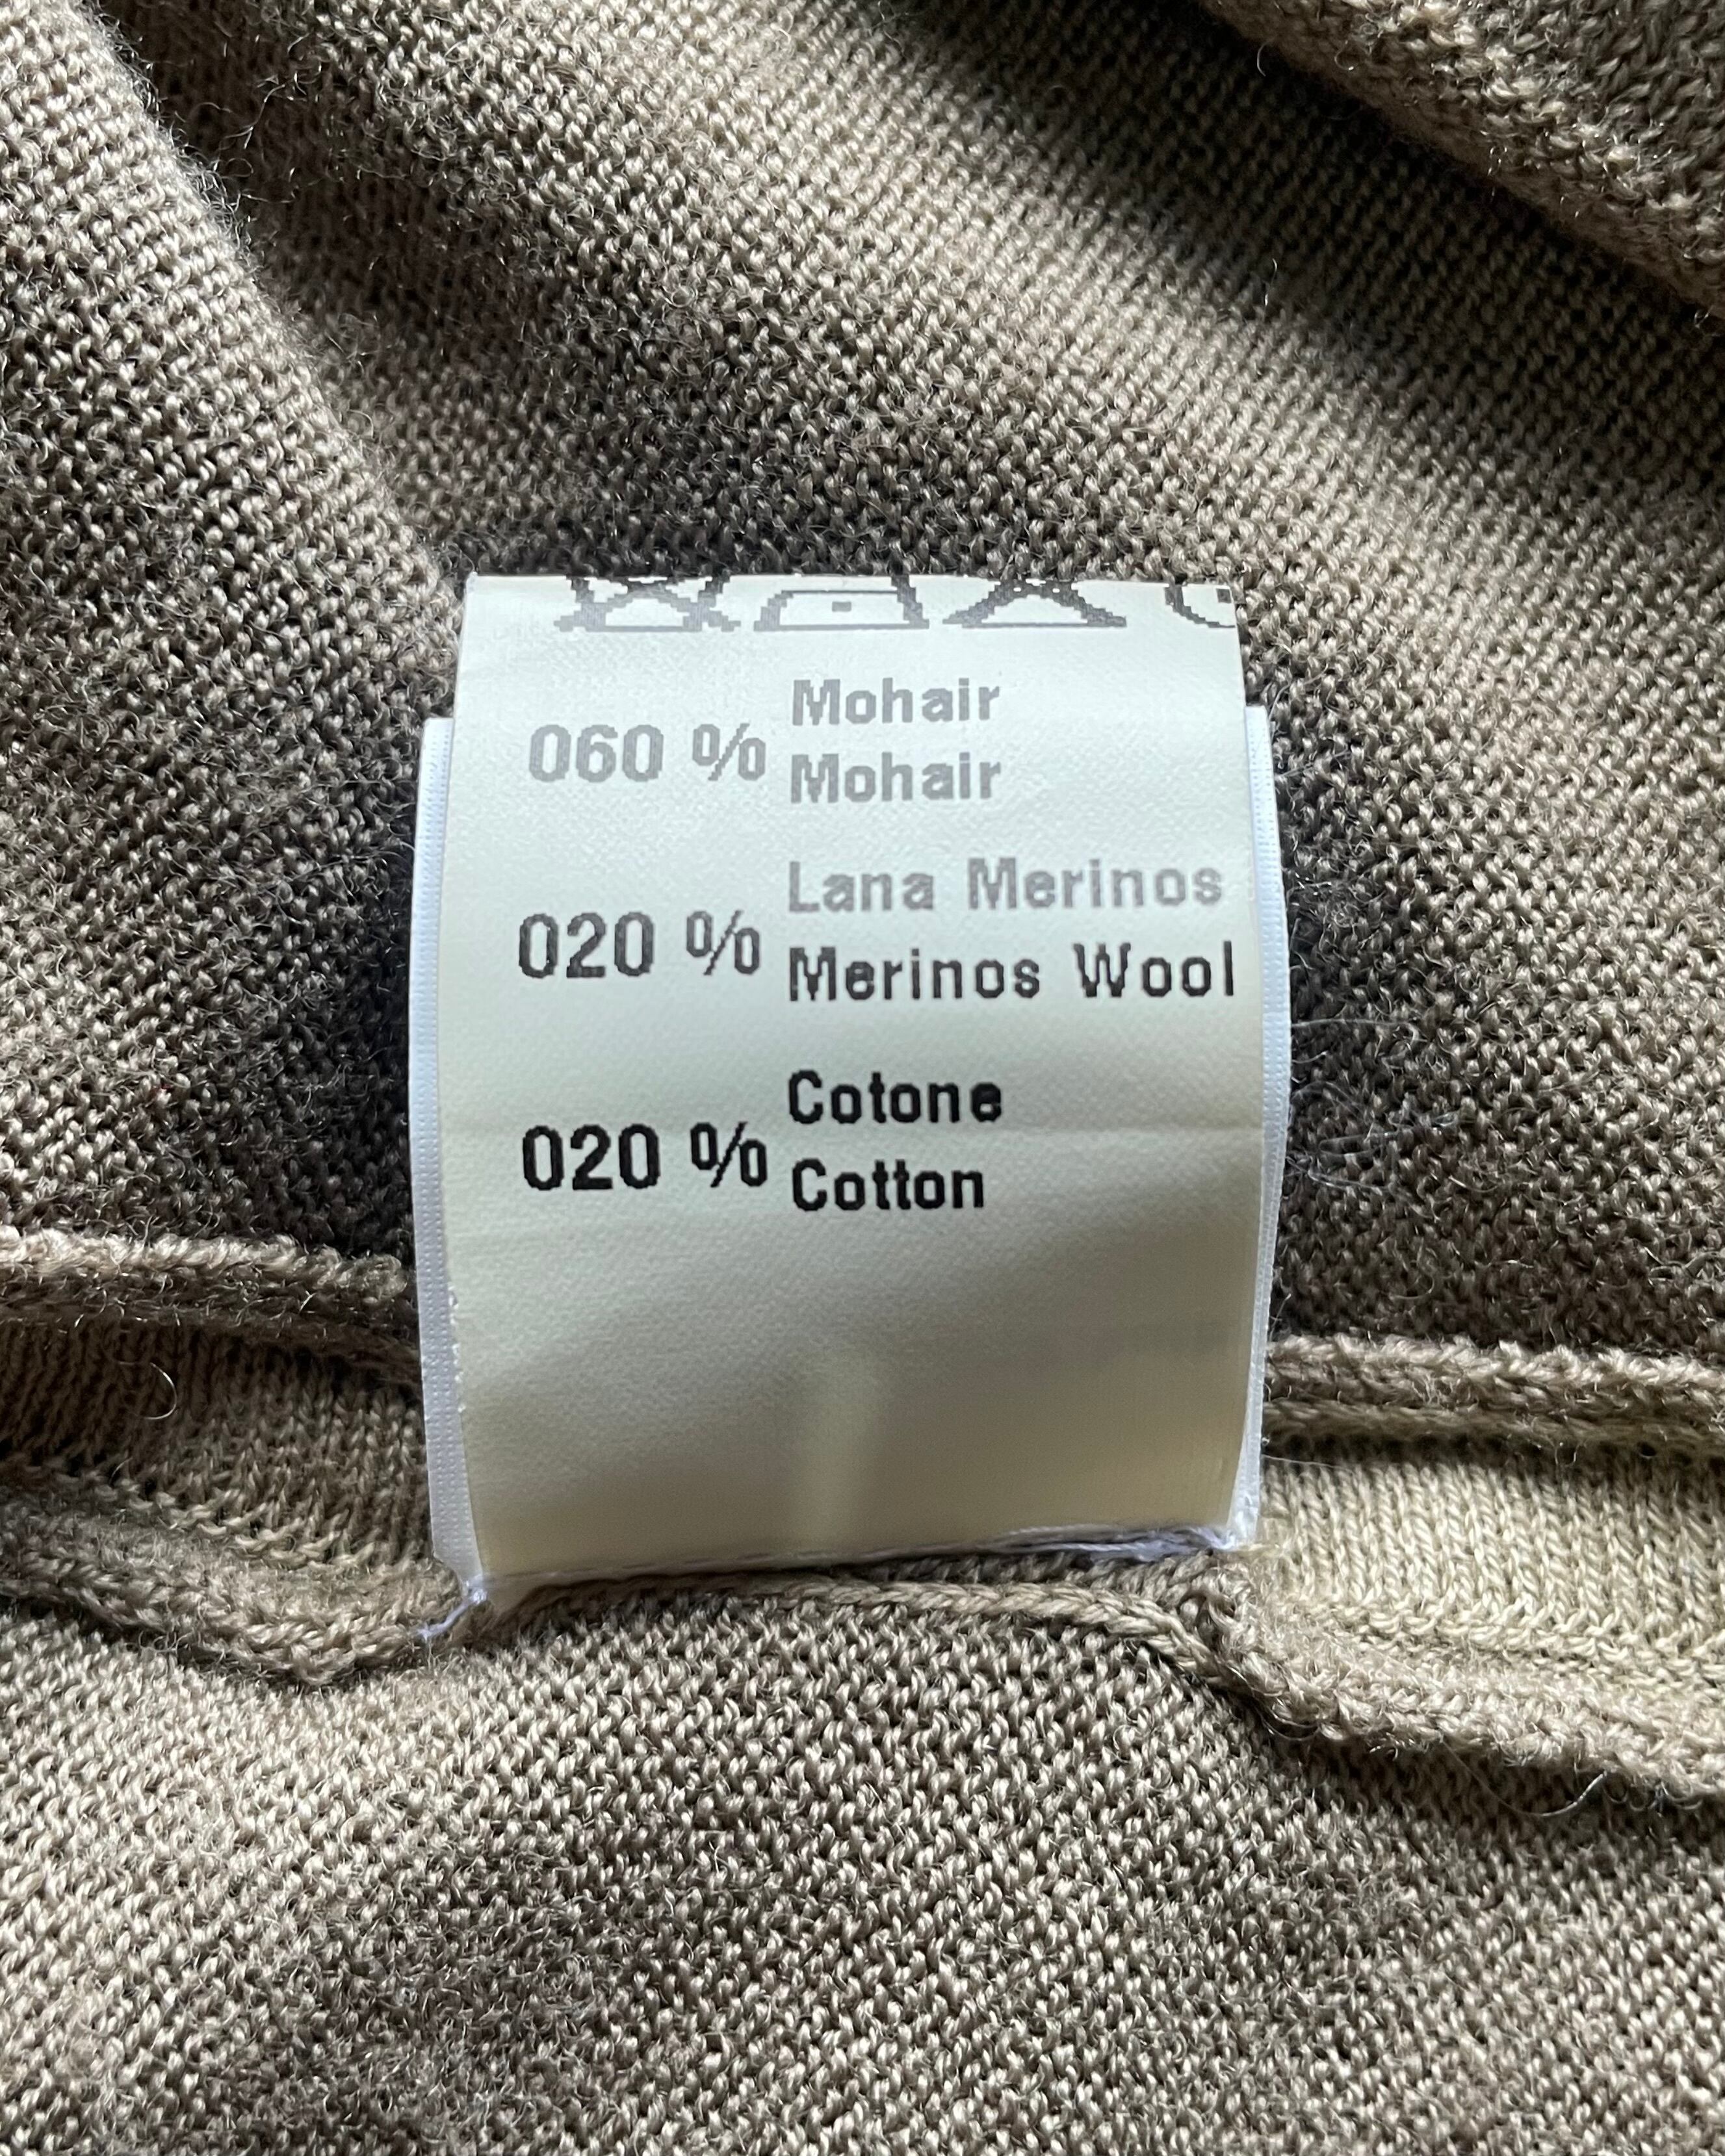 Mohair
060 %
Mohair
Lana Merinos
020 %
Merinos Wool
Cotone
020 %
Cotton